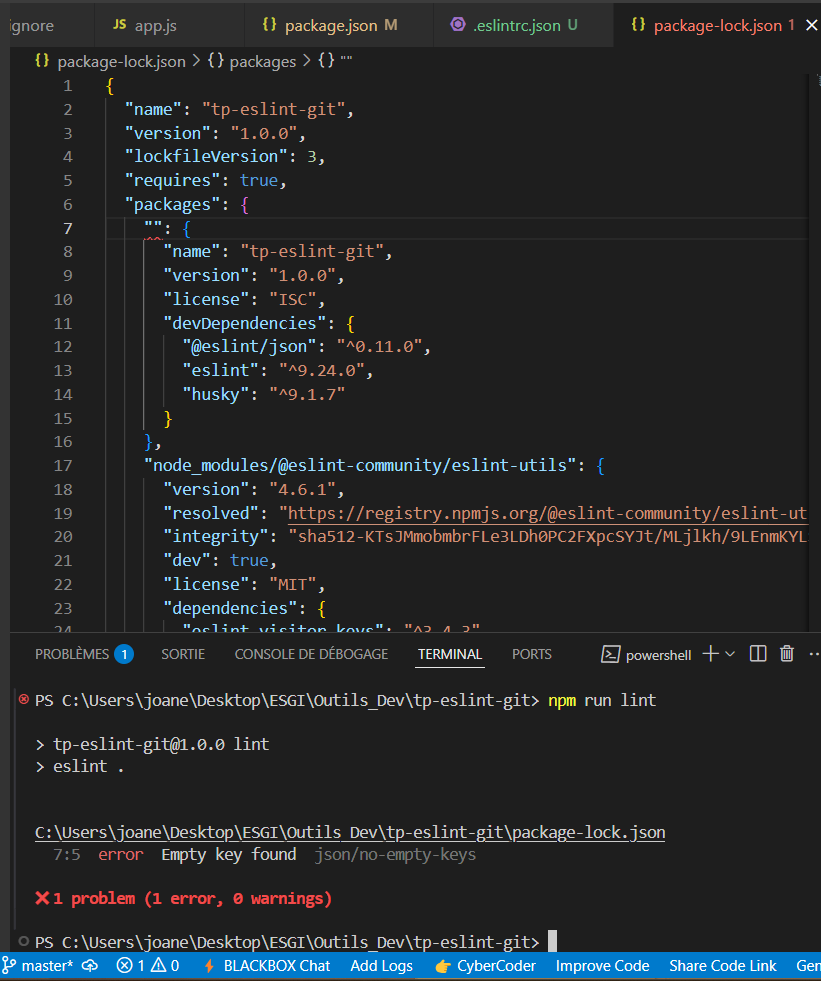 ignore JS app.js {} package.json M .eslintrc.json U {} package-lock.json 1 ×
{} package-lock.json > {} packages > {} ""
1 {
2 "name": "tp-eslint-git",
3 "version": "1.0.0",
4 "lockfileVersion": 3,
5 "requires": true,
6 "packages": {
7 "": {
8 "name": "tp-eslint-git",
9 "version": "1.0.0",
10 "license": "ISC",
11 "devDependencies": {
12 "@eslint/json": "^0.11.0",
13 "eslint": "^9.24.0",
14 "husky": "^9.1.7"
15 }
16 },
17 "node_modules/@eslint-community/eslint-utils": {
18 "version": "4.6.1",
19 "resolved": "https://registry.npmjs.org/@eslint-community/eslint-ut
20 "integrity": "sha512-KTsJMmobmbrFLe3LDh0PC2FXpcSYJt/MLjlkh/9LEnmKYL
21 "dev": true,
22 "license": "MIT",
23 "dependencies": {
24 "eslint-visitor-keys": "^3.4.3"
PROBLÈMES 1 SORTIE CONSOLE DE DÉBOGAGE TERMINAL PORTS powershell
PS C:\Users\joane\Desktop\ESGI\Outils_Dev\tp-eslint-git> npm run lint
> tp-eslint-git@1.0.0 lint
> eslint .
C:\Users\joane\Desktop\ESGI\Outils_Dev\tp-eslint-git\package-lock.json
7:5 error Empty key found json/no-empty-keys
❌ 1 problem (1 error, 0 warnings)
PS C:\Users\joane\Desktop\ESGI\Outils_Dev\tp-eslint-git>
master* 1 0 BLACKBOX Chat Add Logs 👉 CyberCoder Improve Code Share Code Link Gen